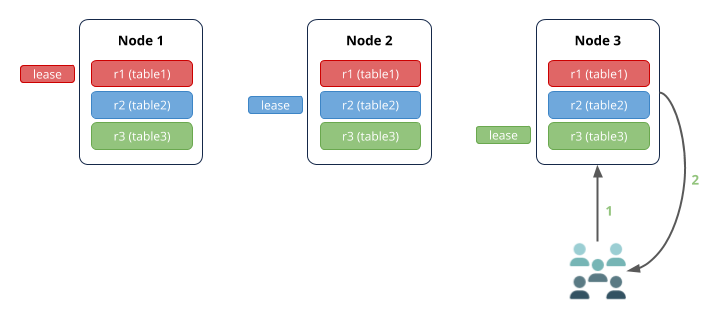 Node 1
lease
r1 (table1)
r2 (table2)
r3 (table3)
Node 2
r1 (table1)
lease
r2 (table2)
r3 (table3)
Node 3
r1 (table1)
r2 (table2)
lease
r3 (table3)
1
2